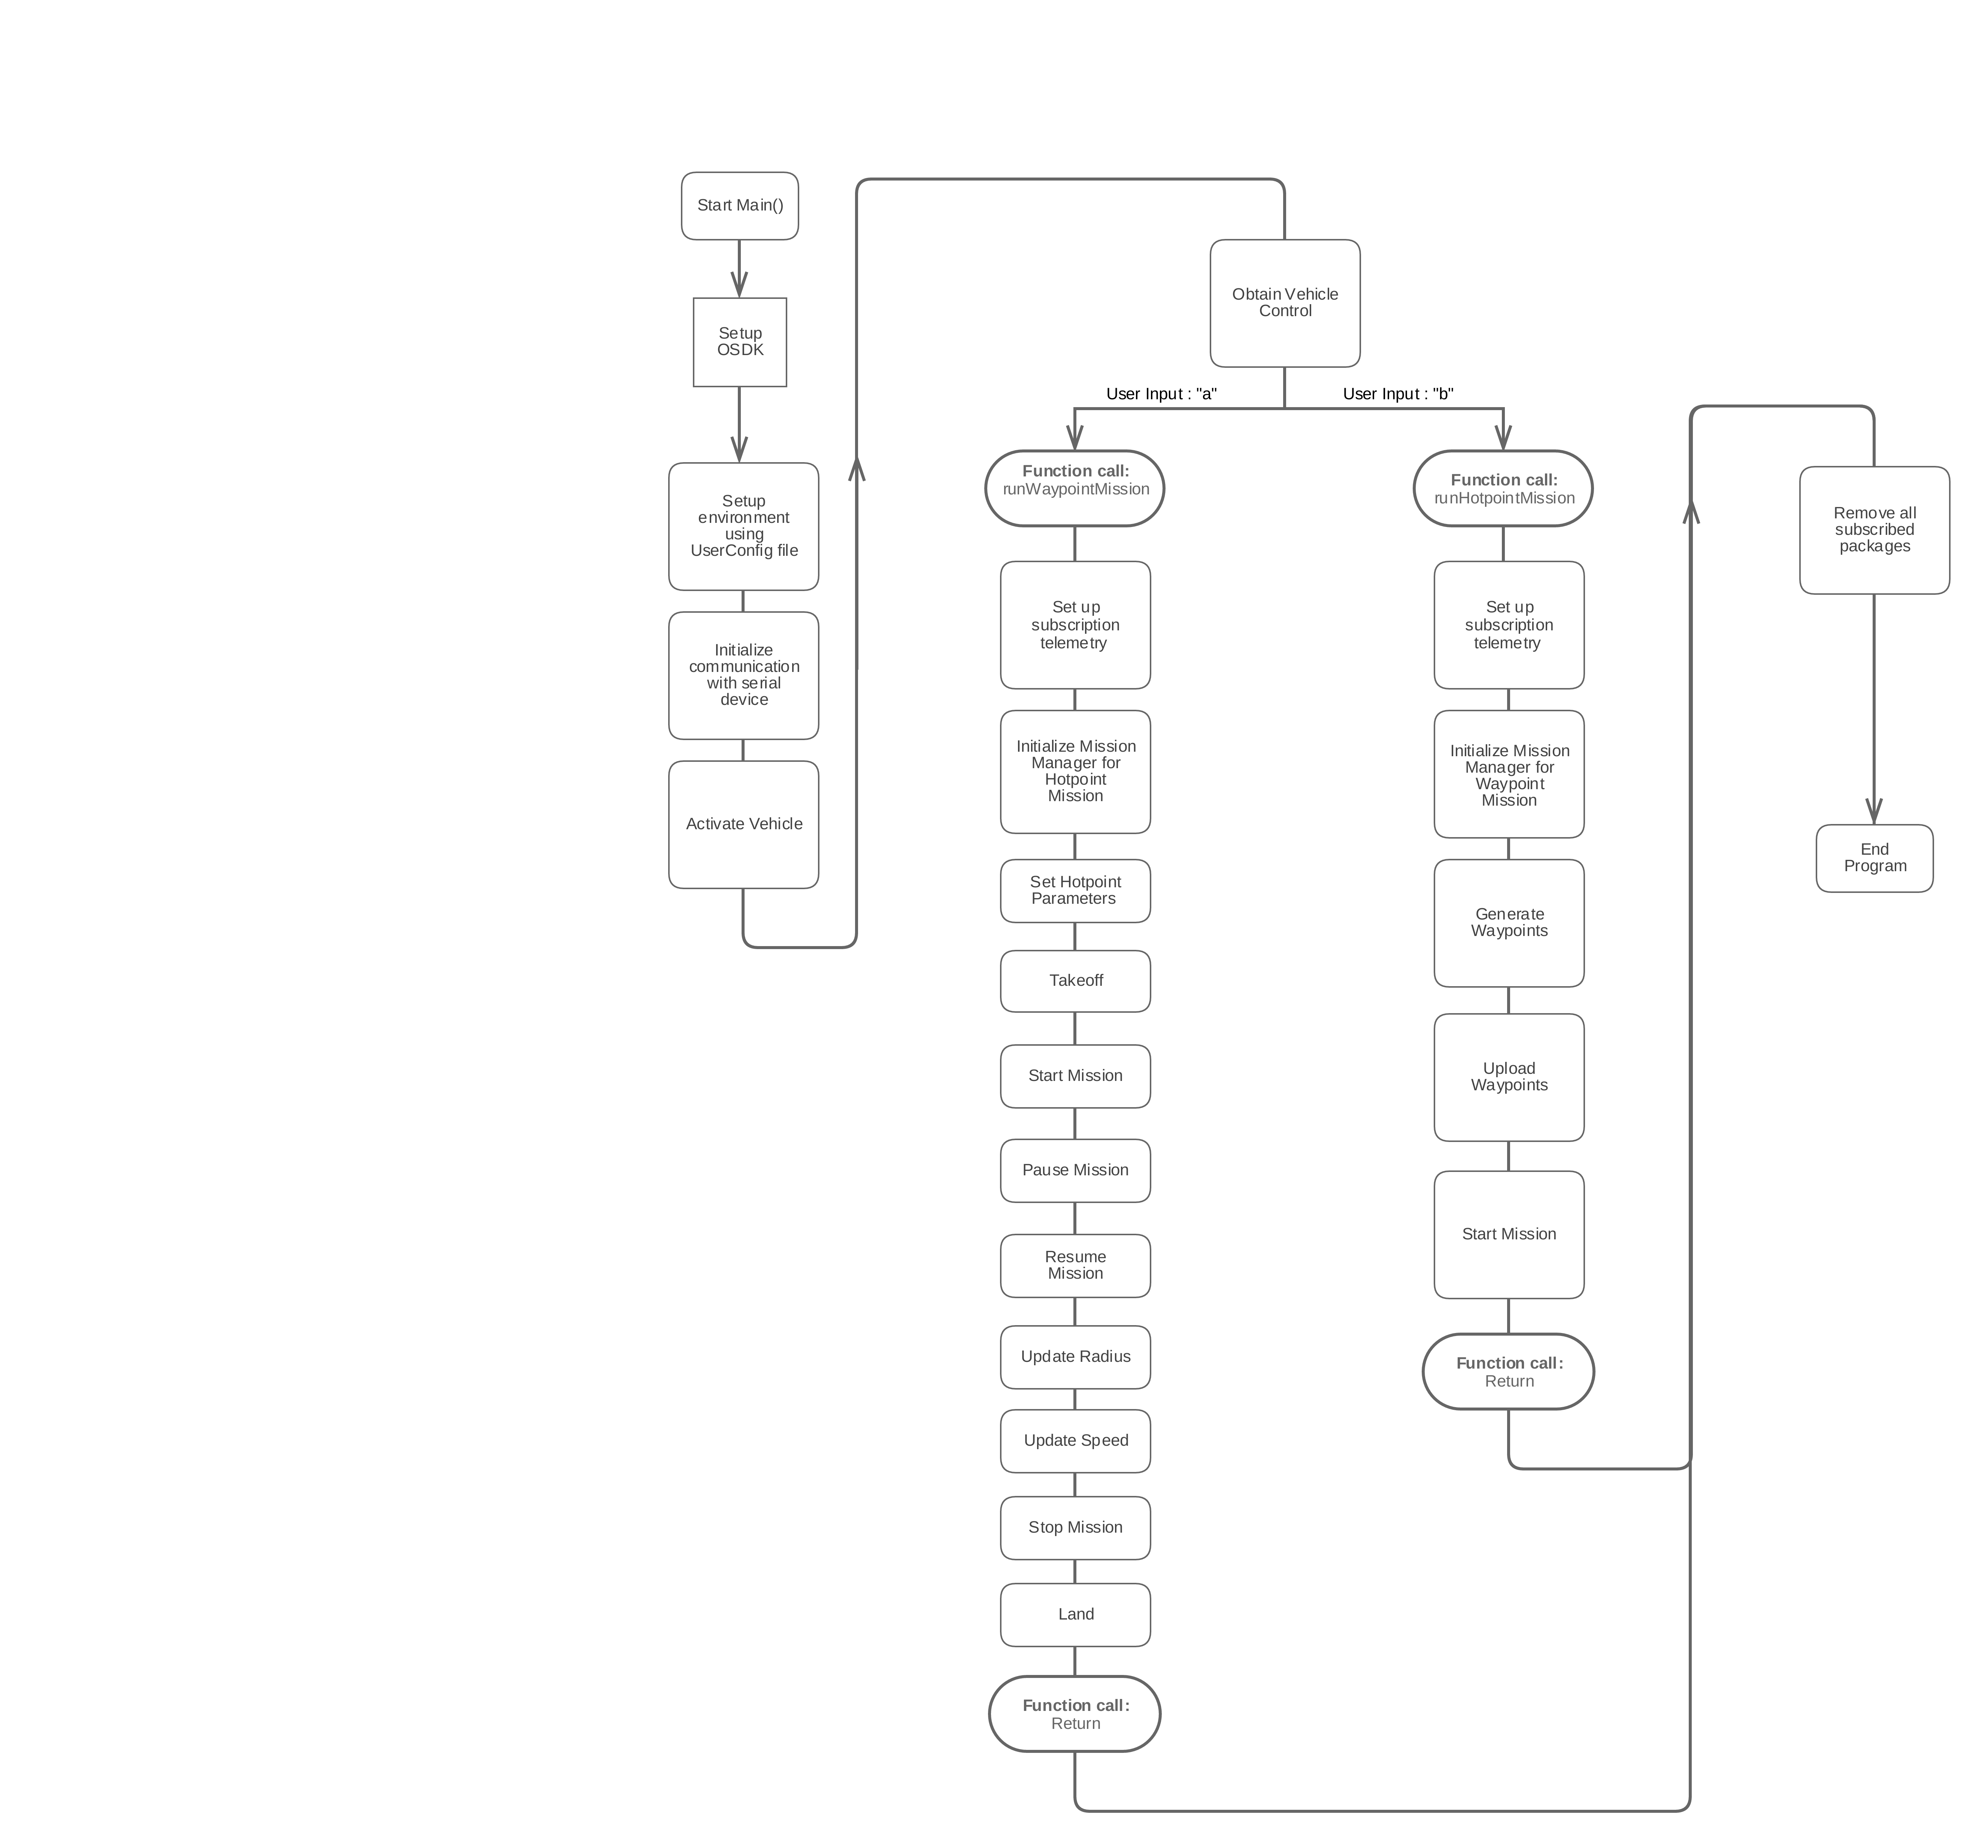 Start Main()
Setup
OSDK
Setup
environment
using
UserConfig file
Initialize
communication
with serial
device
Activate Vehicle
Obtain Vehicle
Control
User Input : "a"
User Input : "b"
Function call:
runWaypointMission
Set up
subscription
telemetry
Initialize Mission
Manager for
Hotpoint
Mission
Set Hotpoint
Parameters
Takeoff
Start Mission
Pause Mission
Resume
Mission
Update Radius
Update Speed
Stop Mission
Land
Function call:
Return
Function call:
runHotpointMission
Set up
subscription
telemetry
Initialize Mission
Manager for
Waypoint
Mission
Generate
Waypoints
Upload
Waypoints
Start Mission
Function call:
Return
Remove all
subscribed
packages
End
Program